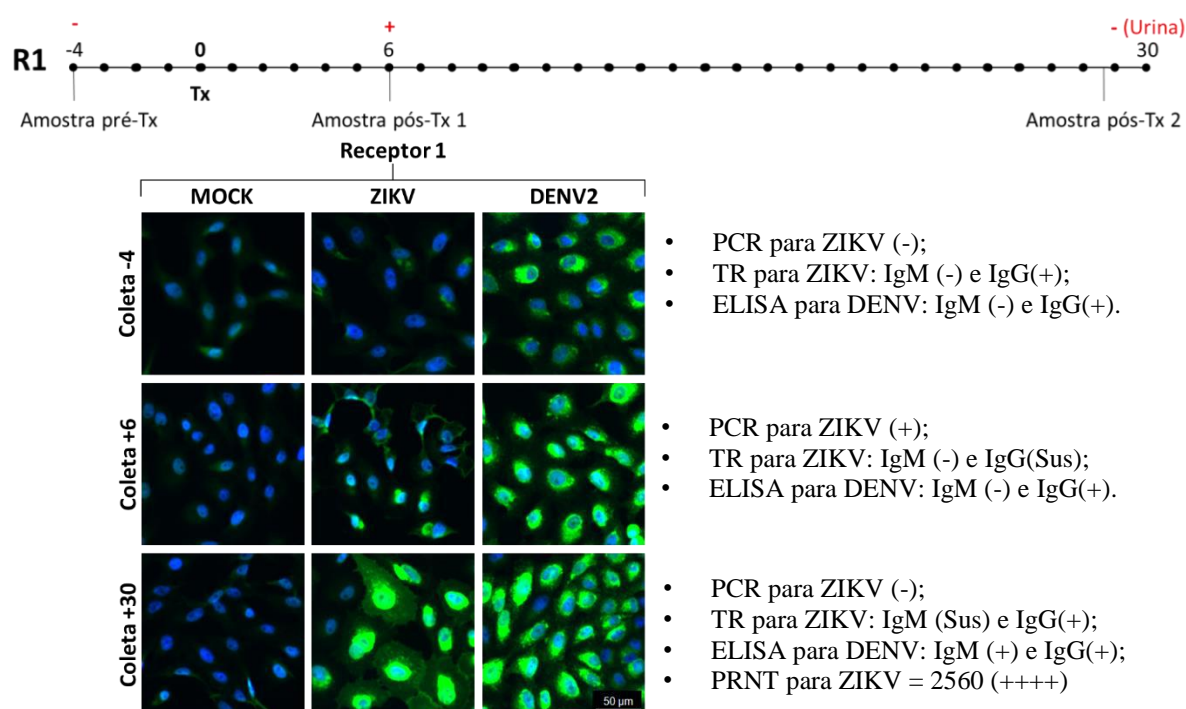 - + - (Urina)
R1 -4 0 6 30
Tx
Amostra pré-Tx Amostra pós-Tx 1 Amostra pós-Tx 2
Receptor 1
MOCK ZIKV DENV2
Coleta -4
• PCR para ZIKV (-);
• TR para ZIKV: IgM (-) e IgG(+);
• ELISA para DENV: IgM (-) e IgG(+).
Coleta +6
• PCR para ZIKV (+);
• TR para ZIKV: IgM (-) e IgG(Sus);
• ELISA para DENV: IgM (-) e IgG(+).
Coleta +30
• PCR para ZIKV (-);
• TR para ZIKV: IgM (Sus) e IgG(+);
• ELISA para DENV: IgM (+) e IgG(+);
• PRNT para ZIKV = 2560 (++++)
50 µm